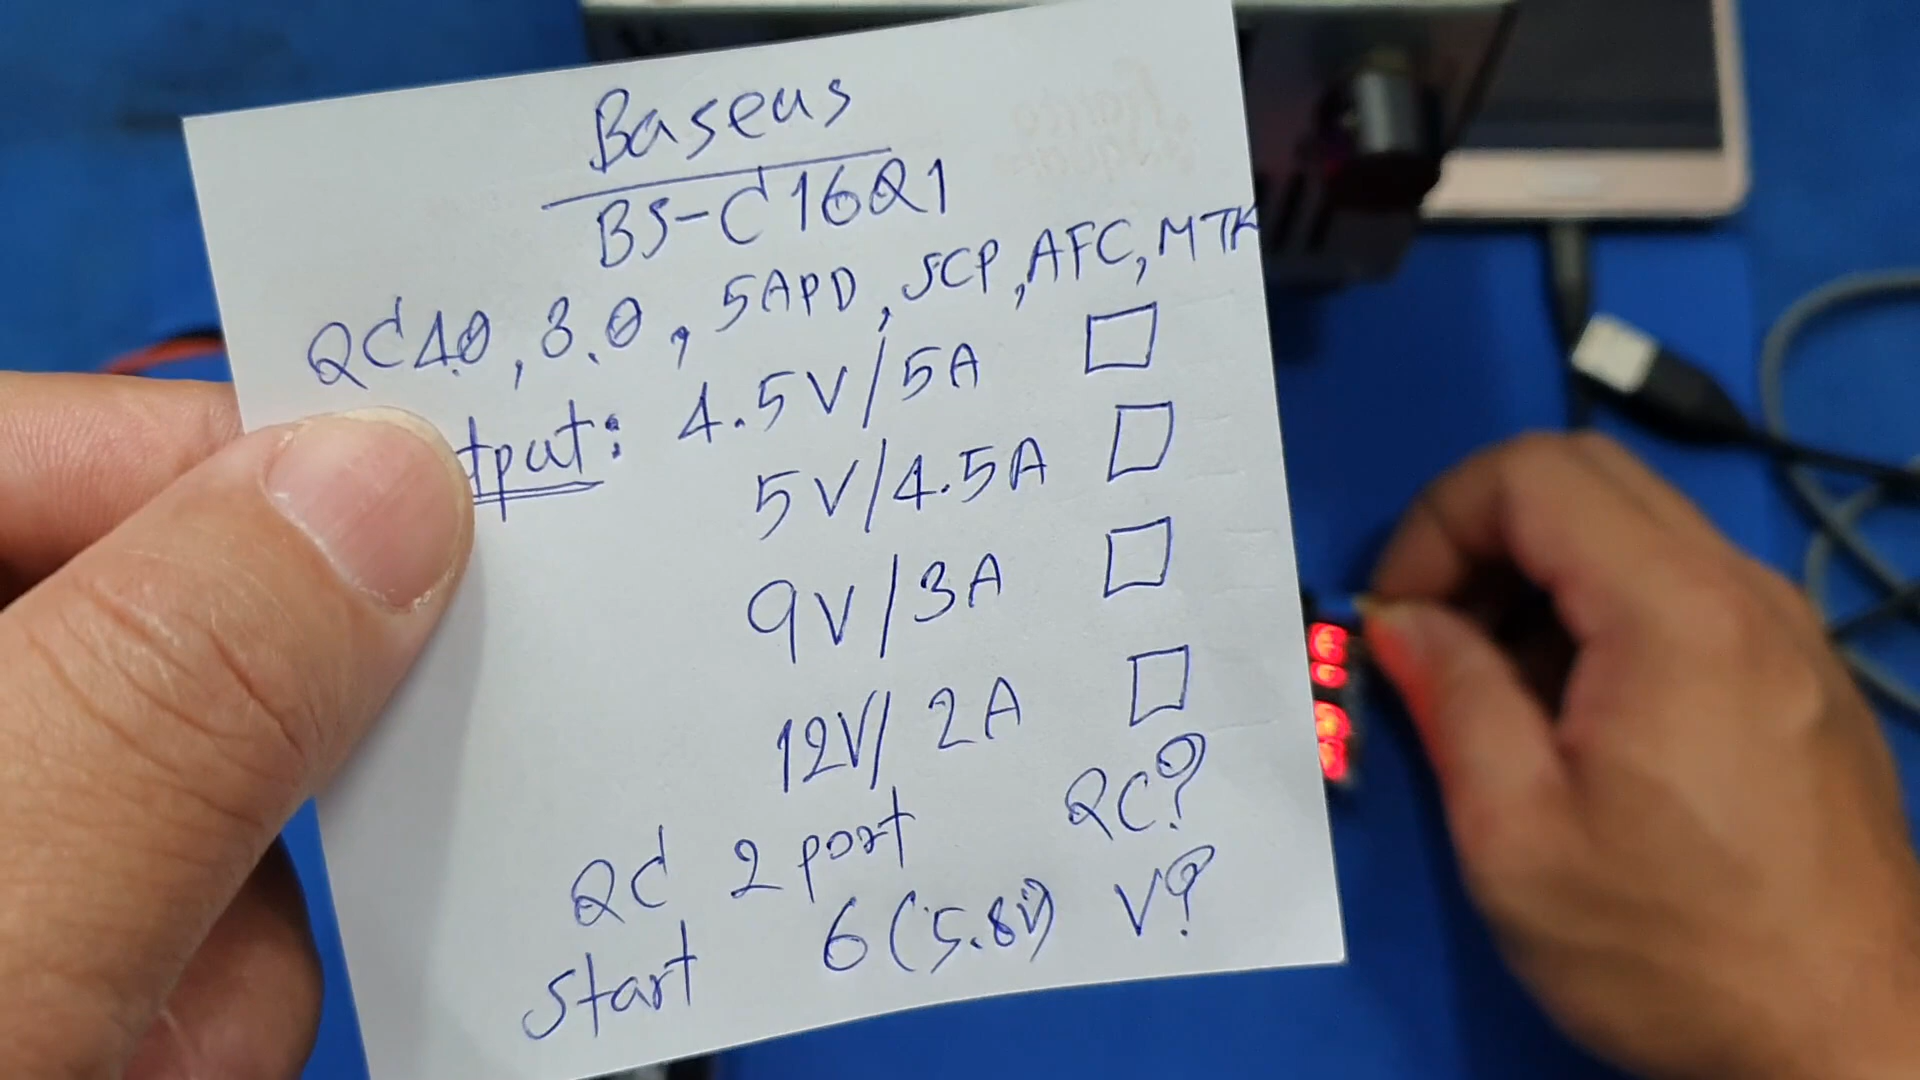 Baseus
BS-C16Q1
QC4.0, 3.0, 5APD, SCP, AFC, MTK
tput: 4.5V/5A
5V/4.5A
9V/3A
12V/2A
QC 2 port QC?
start 6(5.8V) V?